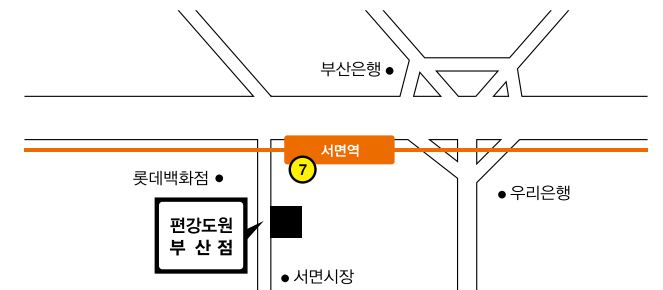 부산은행
서면역
7
롯데백화점
우리은행
편강도원
부 산 점
서면시장